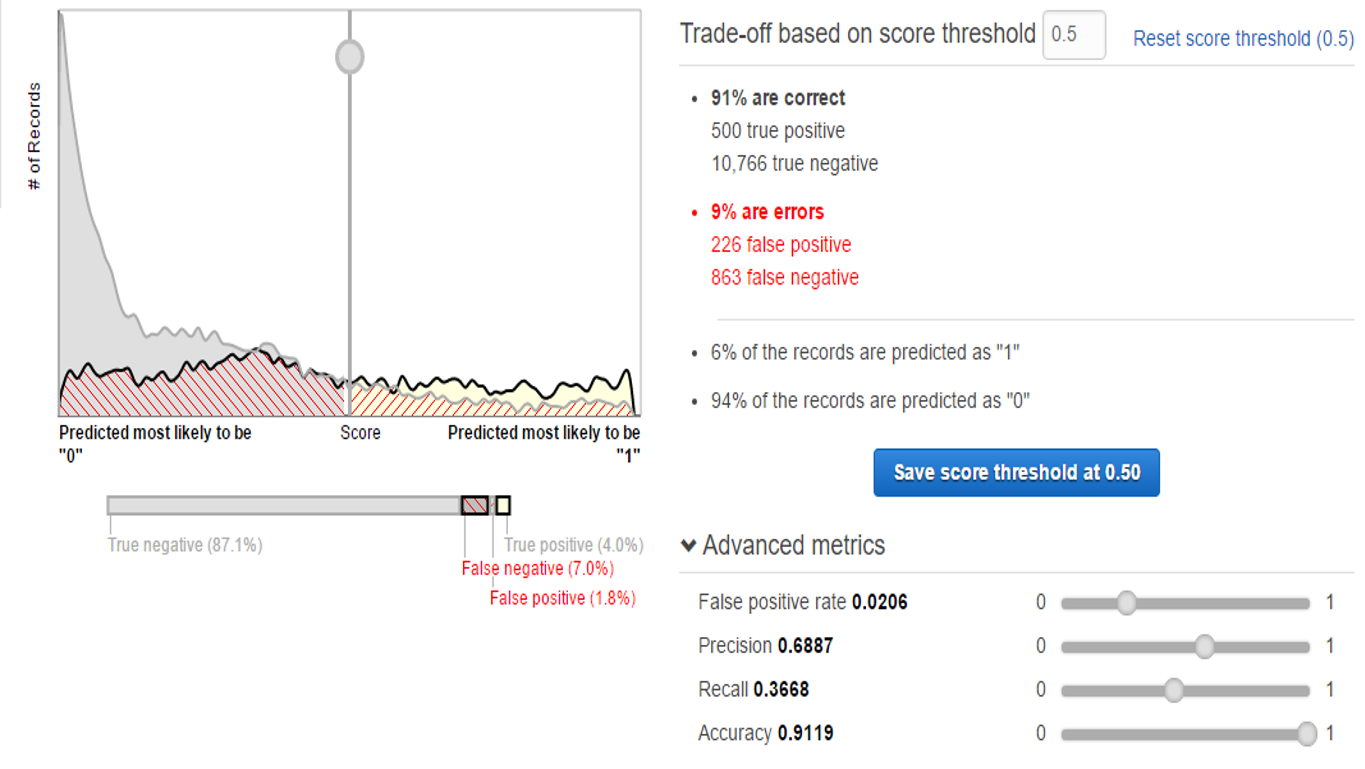 # of Records
Predicted most likely to be
"0"
Score
Predicted most likely to be
"1"
True negative (87.1%)
True positive (4.0%)
False negative (7.0%)
False positive (1.8%)
Trade-off based on score threshold 0.5 Reset score threshold (0.5)
• 91% are correct
500 true positive
10,766 true negative
• 9% are errors
226 false positive
863 false negative
• 6% of the records are predicted as "1"
• 94% of the records are predicted as "0"
Save score threshold at 0.50
Advanced metrics
False positive rate 0.0206 0 1
Precision 0.6887 0 1
Recall 0.3668 0 1
Accuracy 0.9119 0 1